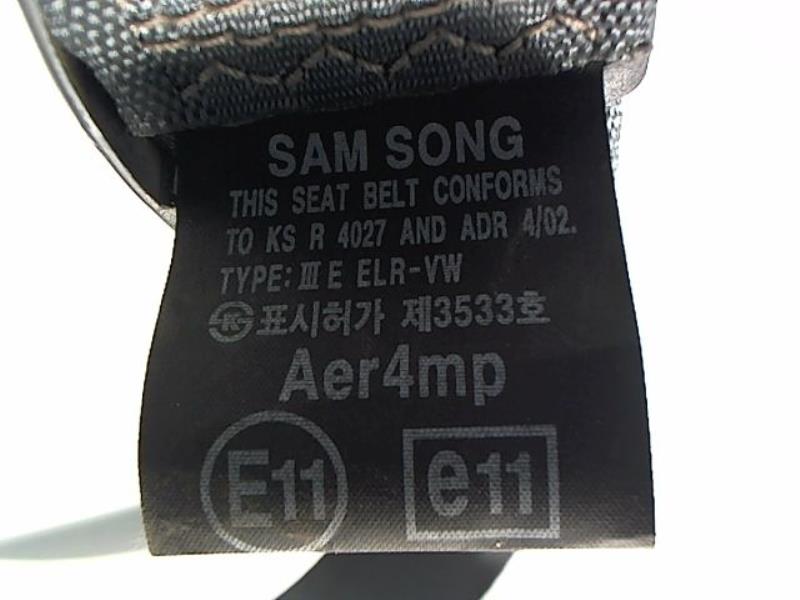 SAM SONG
THIS SEAT BELT CONFORMS
TO KS R 4027 AND ADR 4/02.
TYPE: Ⅲ E ELR-VW
㉿표시허가 제3533호
Aer4mp
E11 e11